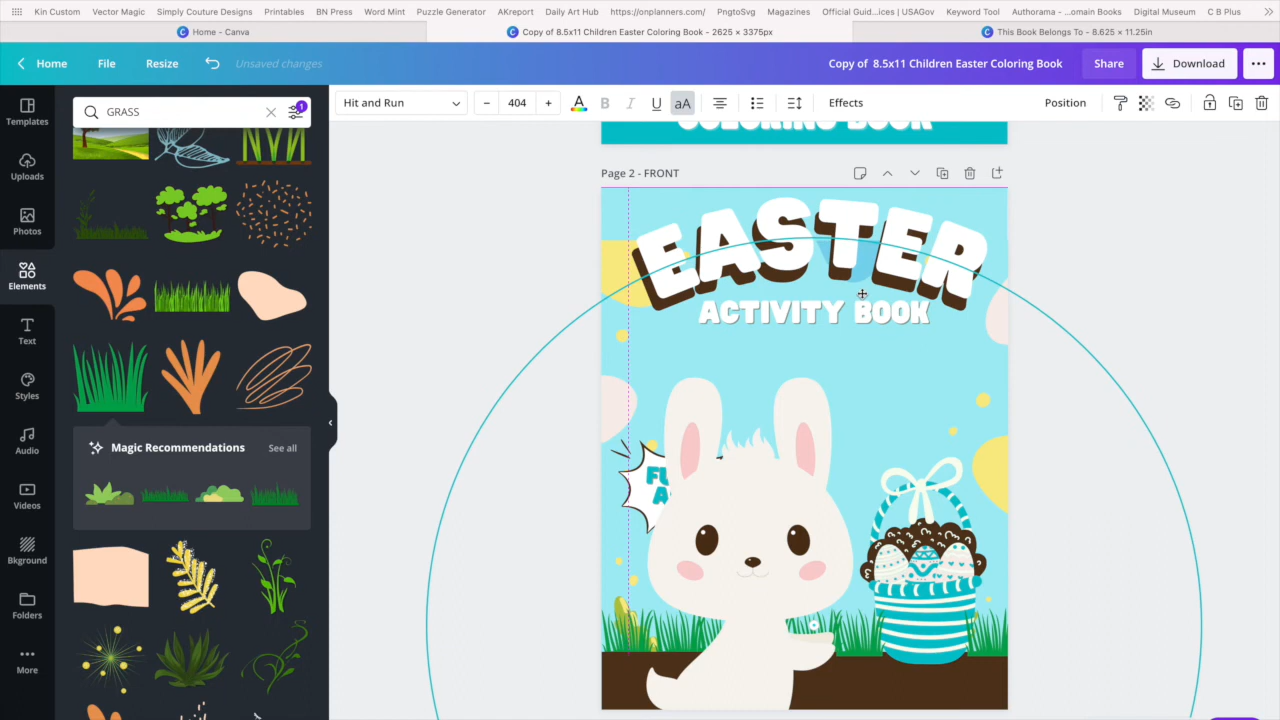 Kin Custom Vector Magic Simply Couture Designs Printables BN Press Word Mint Puzzle Generator AKreport Daily Art Hub https://onplanners.com/ PngtoSvg Magazines Official Guid...ices | USAGov Keyword Tool Authorama - ...omain Books Digital Museum C B Plus
Home - Canva
Copy of 8.5x11 Children Easter Coloring Book - 2625 × 3375px
This Book Belongs To - 8.625 × 11.25in
Home File Resize Unsaved changes Copy of 8.5x11 Children Easter Coloring Book Share Download
Templates
Uploads
Photos
Elements
Text
Styles
Audio
Videos
Bkground
Folders
More
GRASS
1
Magic Recommendations See all
Hit and Run 404 A B I U aA Effects Position
COLORING BOOK
Page 2 - FRONT
EASTER
ACTIVITY BOOK